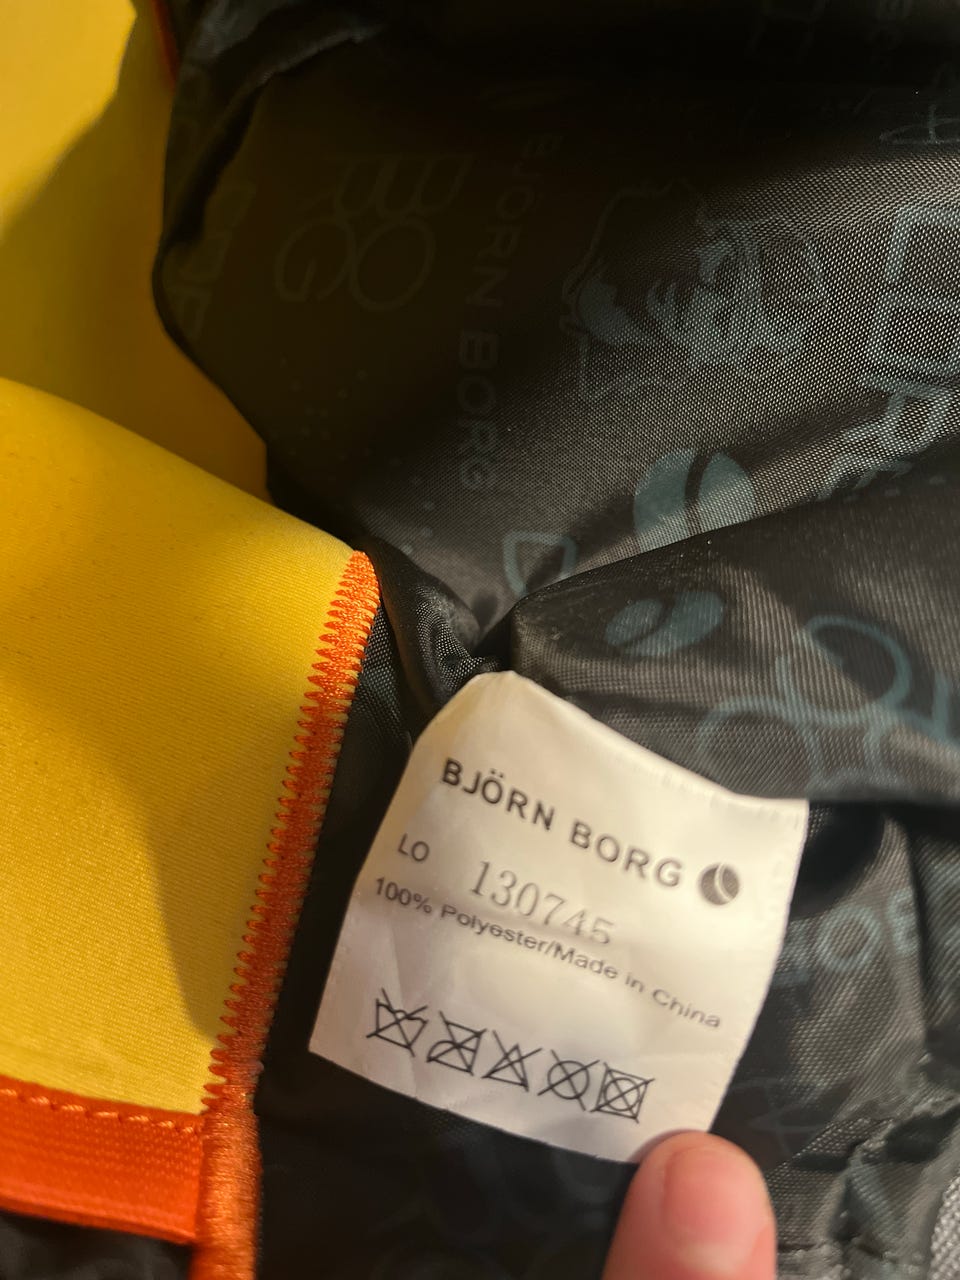 BJÖRN BORG
BJÖRN BORG
LO 130745
100% Polyester/Made in China